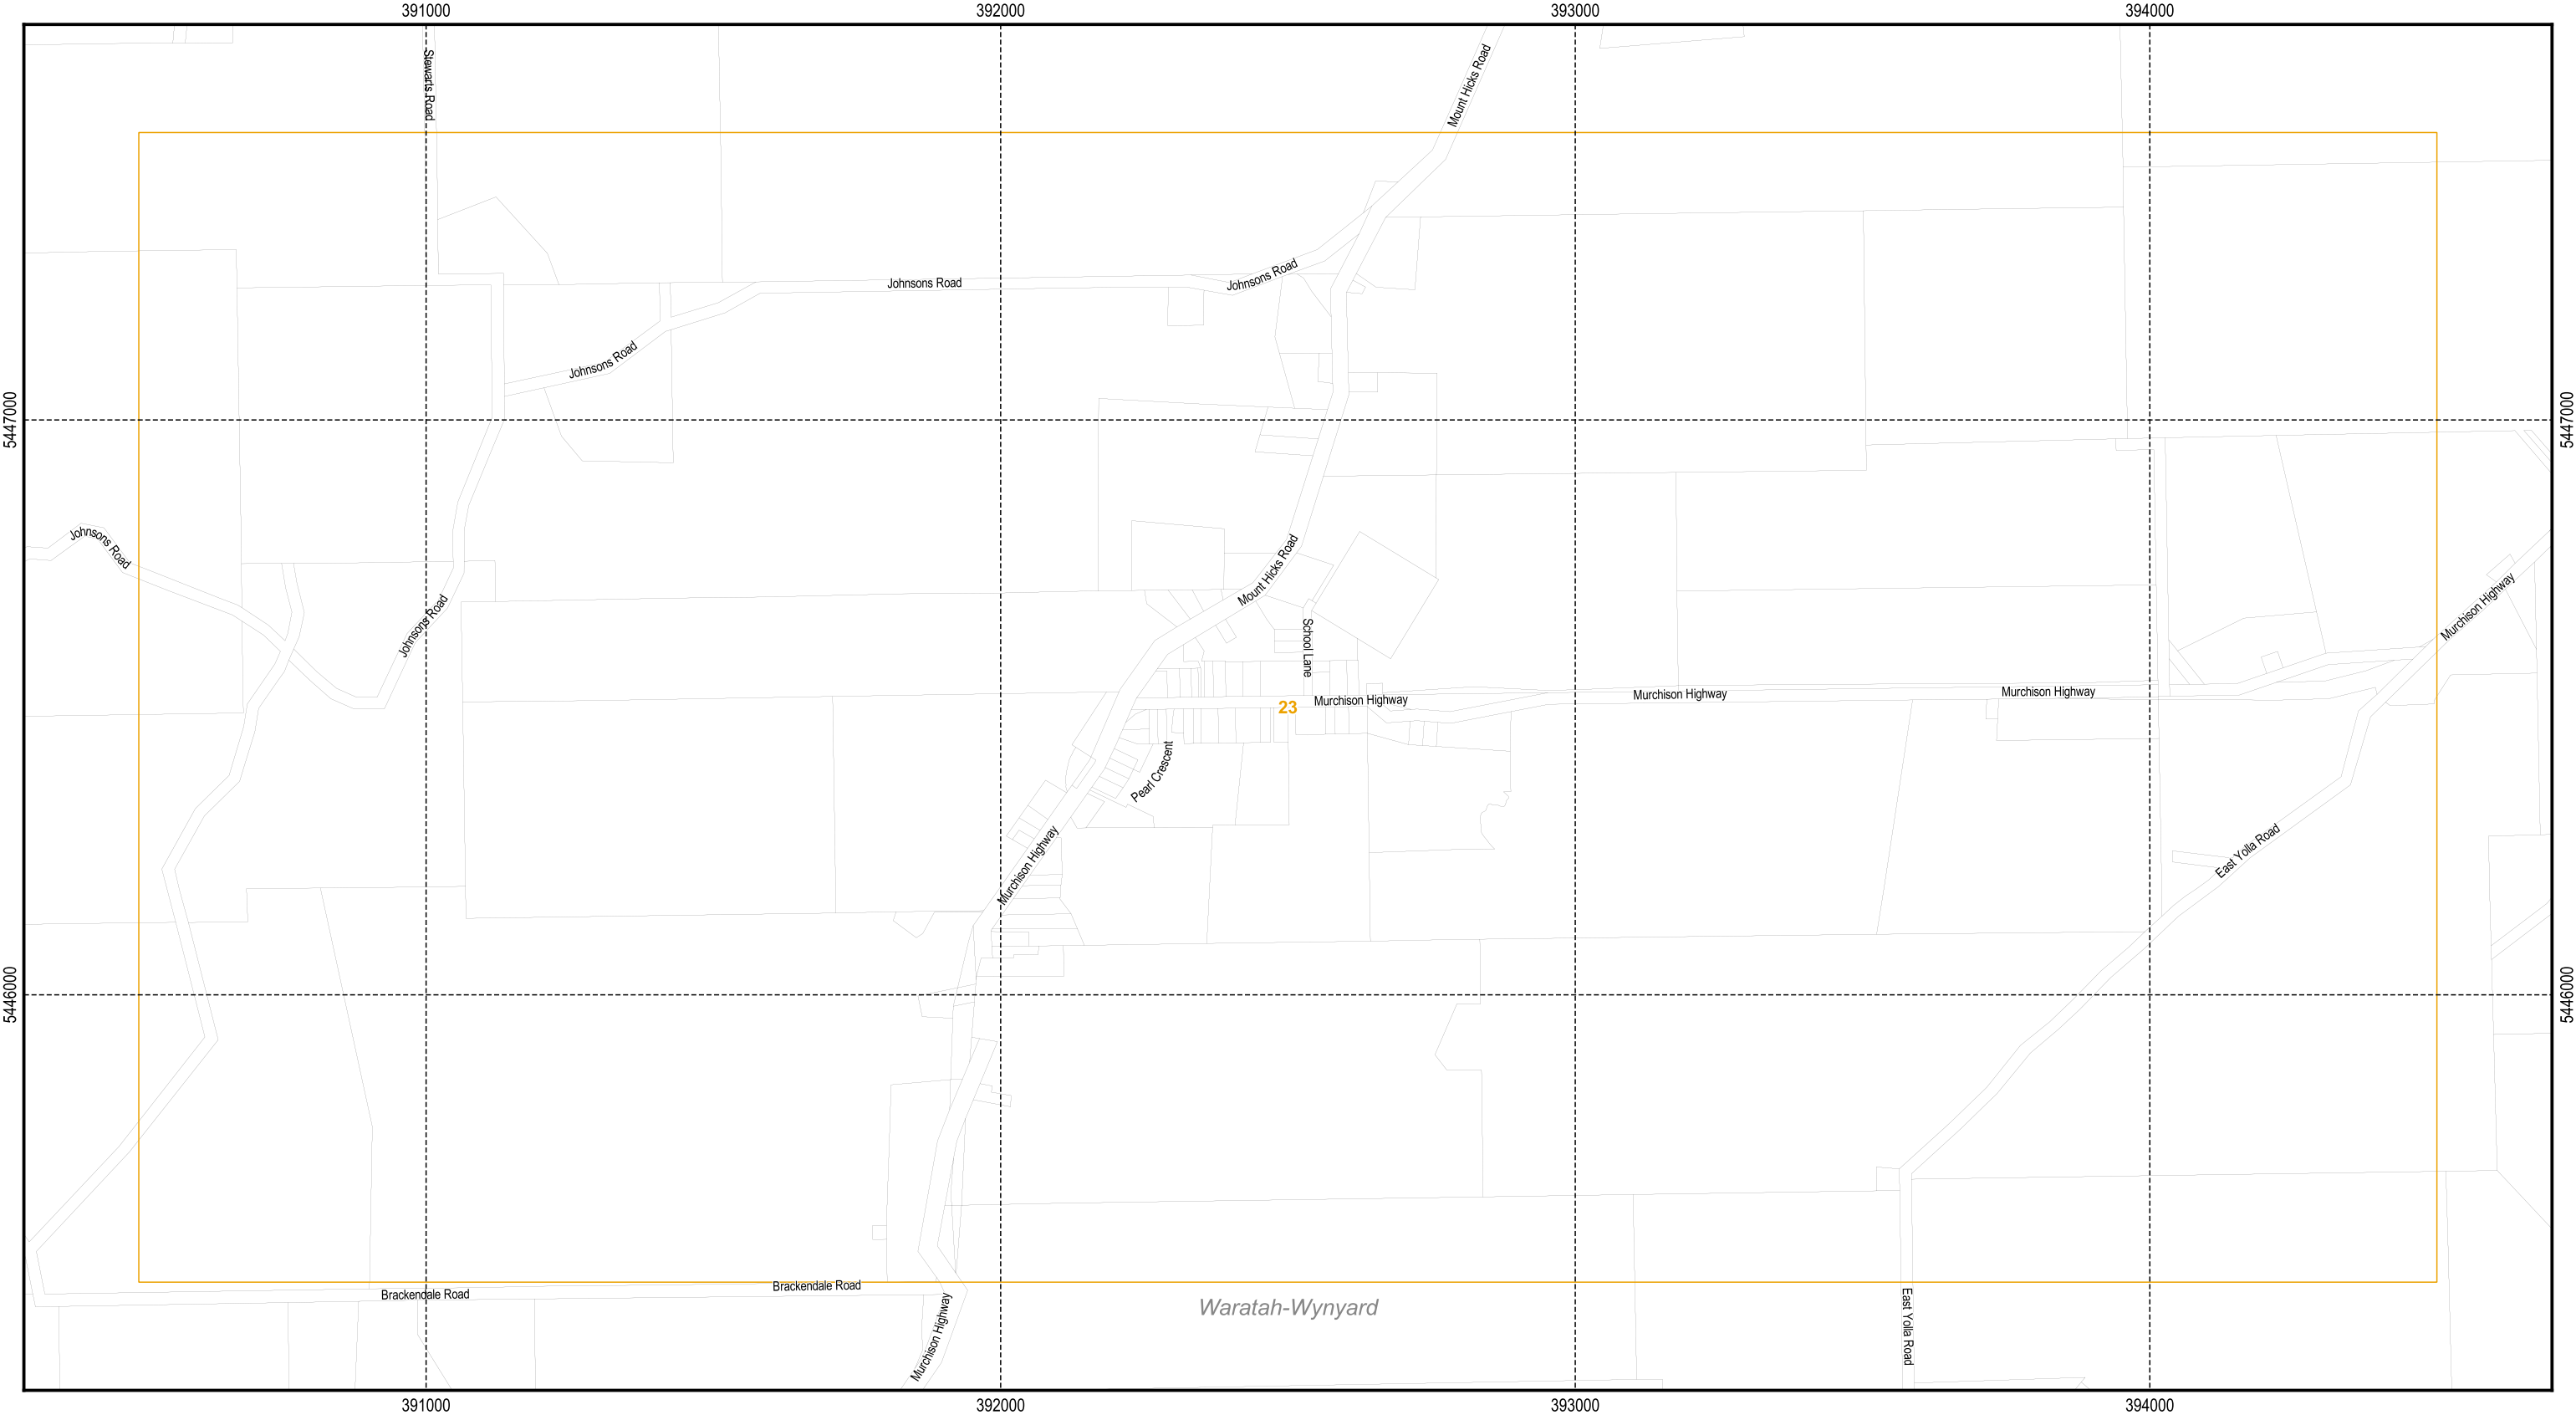 391000
392000
393000
394000
Stewarts Road
Mount Hicks Road
Johnsons Road
Johnsons Road
Johnsons Road
5447000
5447000
Johnsons Road
Mount Hicks Road
Johnsons Road
Murchison Highway
School Lane
Murchison Highway
Murchison Highway
Murchison Highway
23
Pearl Crescent
Murchison Highway
East Yolla Road
5446000
5446000
Brackendale Road
Brackendale Road
Waratah-Wynyard
Murchison Highway
East Yolla Road
391000
392000
393000
394000